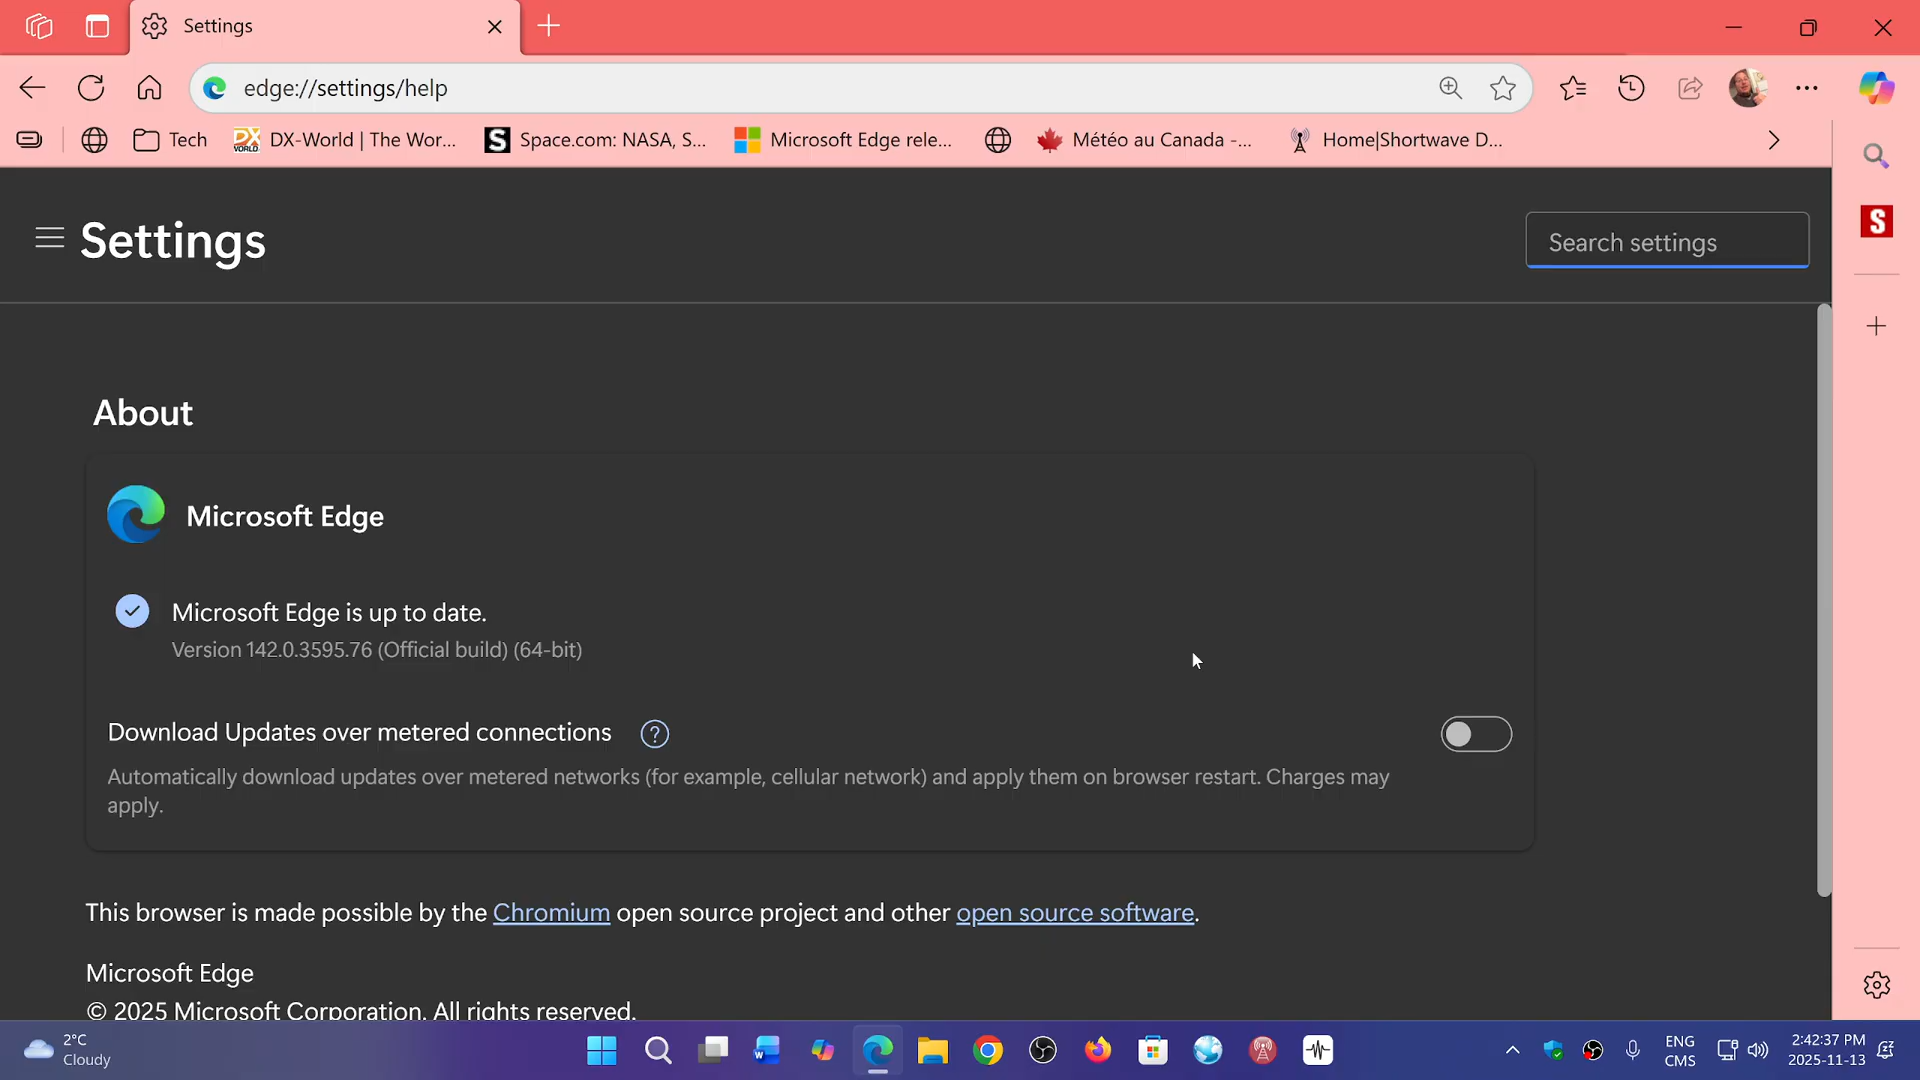 Settings
edge://settings/help
Tech
DX WORLD
DX-World | The Wor...
S
Space.com: NASA, S...
Microsoft Edge rele...
Météo au Canada -...
Home|Shortwave D...
S
Settings
Search settings
About
Microsoft Edge
Microsoft Edge is up to date.
Version 142.0.3595.76 (Official build) (64-bit)
Download Updates over metered connections ?
Automatically download updates over metered networks (for example, cellular network) and apply them on browser restart. Charges may
apply.
This browser is made possible by the Chromium open source project and other open source software.
Microsoft Edge
© 2025 Microsoft Corporation. All rights reserved.
2°C
Cloudy
W
ENG
CMS
2:42:37 PM
2025-11-13